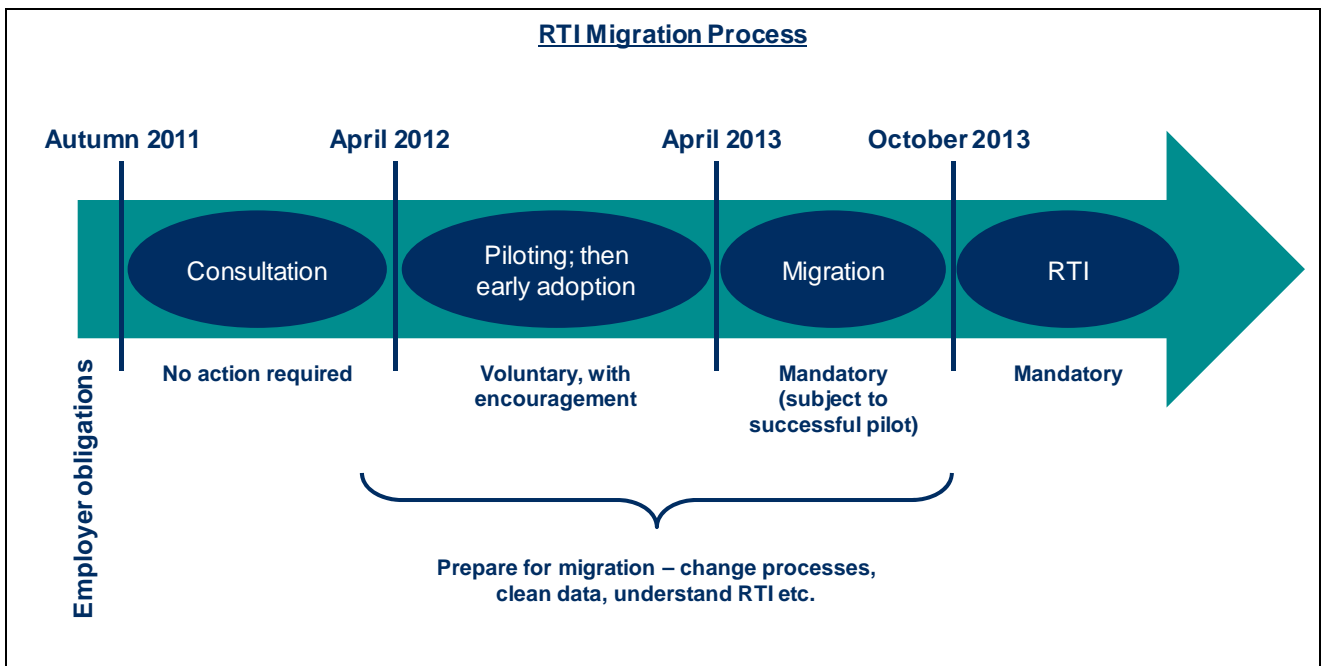 RTI Migration Process
Autumn 2011
April 2012
April 2013
October 2013
Consultation
Piloting; then
early adoption
Migration
RTI
Employer obligations
No action required
Voluntary, with
encouragement
Mandatory
(subject to
successful pilot)
Mandatory
Prepare for migration – change processes,
clean data, understand RTI etc.